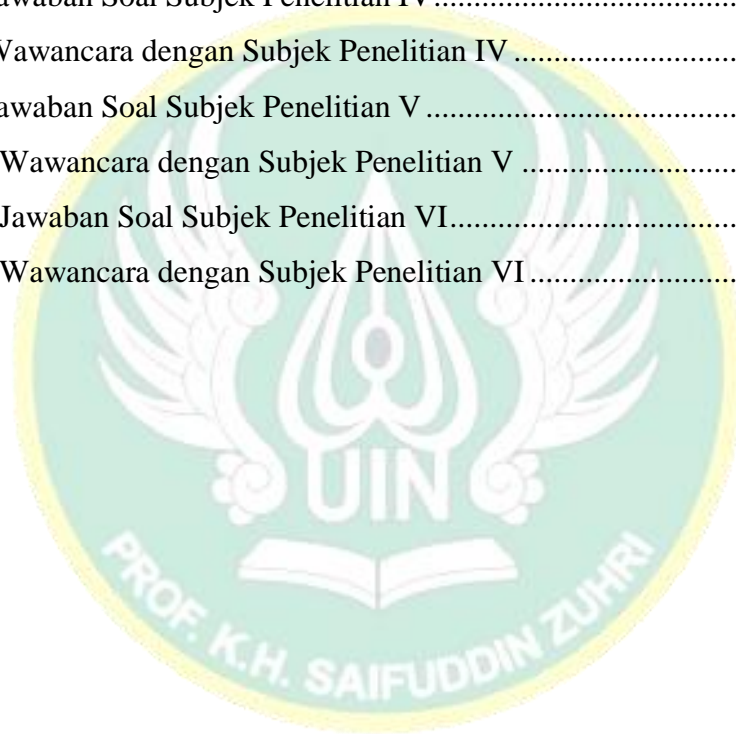 awaban Soal Subjek Penelitian IV........................................
Wawancara dengan Subjek Penelitian IV..............................
awaban Soal Subjek Penelitian V........................................
Wawancara dengan Subjek Penelitian V .............................
Jawaban Soal Subjek Penelitian VI......................................
Wawancara dengan Subjek Penelitian VI............................
UIN
PROF. K.H. SAIFUDDIN ZUHRI